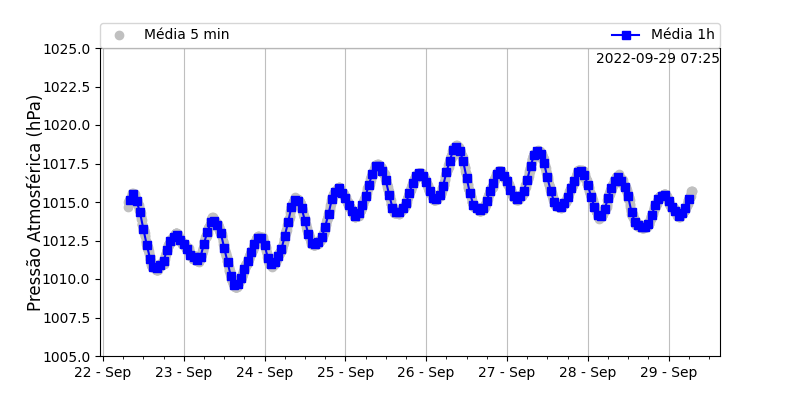 Média 5 min
Média 1h
2022-09-29 07:25
Pressão Atmosférica (hPa)
1025.0
1022.5
1020.0
1017.5
1015.0
1012.5
1010.0
1007.5
1005.0
22 - Sep
23 - Sep
24 - Sep
25 - Sep
26 - Sep
27 - Sep
28 - Sep
29 - Sep